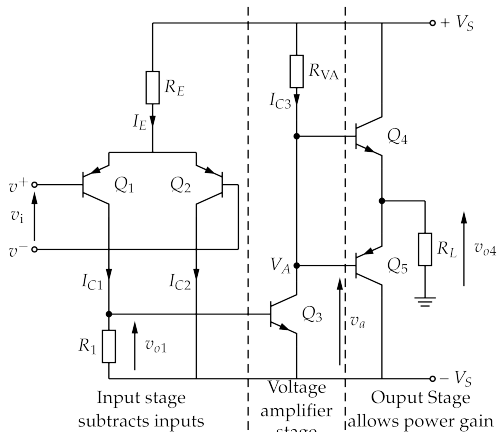 + V_S
R_E
R_VA
I_E
I_C3
Q_4
v^+
Q_1
Q_2
v_i
v^−
V_A
Q_5
R_L
v_o4
I_C1
I_C2
Q_3
v_a
R_1
v_o1
− V_S
Input stage
subtracts inputs
Voltage
amplifier
stage
Ouput Stage
allows power gain